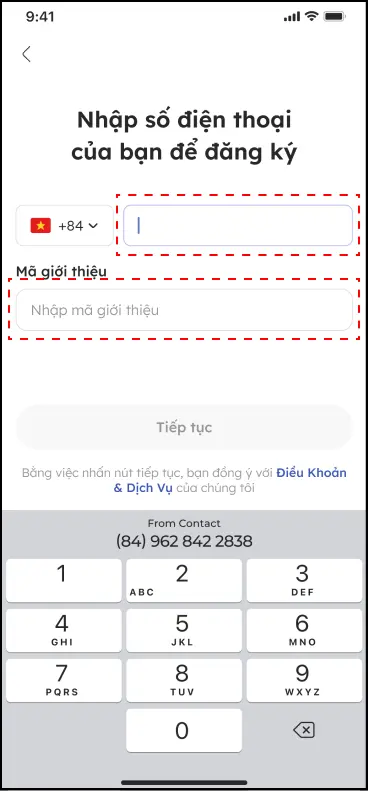 9:41
Nhập số điện thoại
của bạn để đăng ký
+84
Mã giới thiệu
Nhập mã giới thiệu
Tiếp tục
Bằng việc nhấn nút tiếp tục, bạn đồng ý với Điều Khoản
& Dịch Vụ của chúng tôi
From Contact
(84) 962 842 2838
1 2 3
ABC DEF
4 5 6
GHI JKL MNO
7 8 9
PQRS TUV WXYZ
0